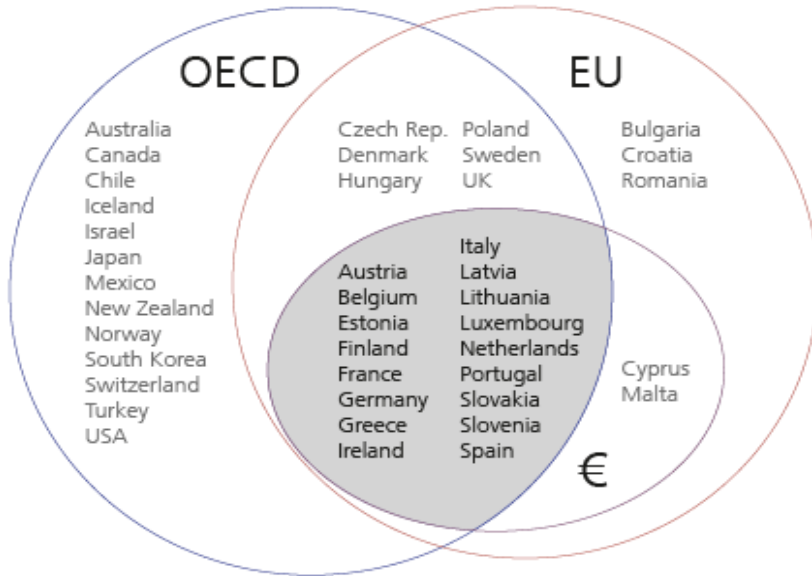 OECD
EU
Australia
Canada
Chile
Iceland
Israel
Japan
Mexico
New Zealand
Norway
South Korea
Switzerland
Turkey
USA
Czech Rep.
Denmark
Hungary
Poland
Sweden
UK
Bulgaria
Croatia
Romania
Austria
Belgium
Estonia
Finland
France
Germany
Greece
Ireland
Italy
Latvia
Lithuania
Luxembourg
Netherlands
Portugal
Slovakia
Slovenia
Spain
Cyprus
Malta
€